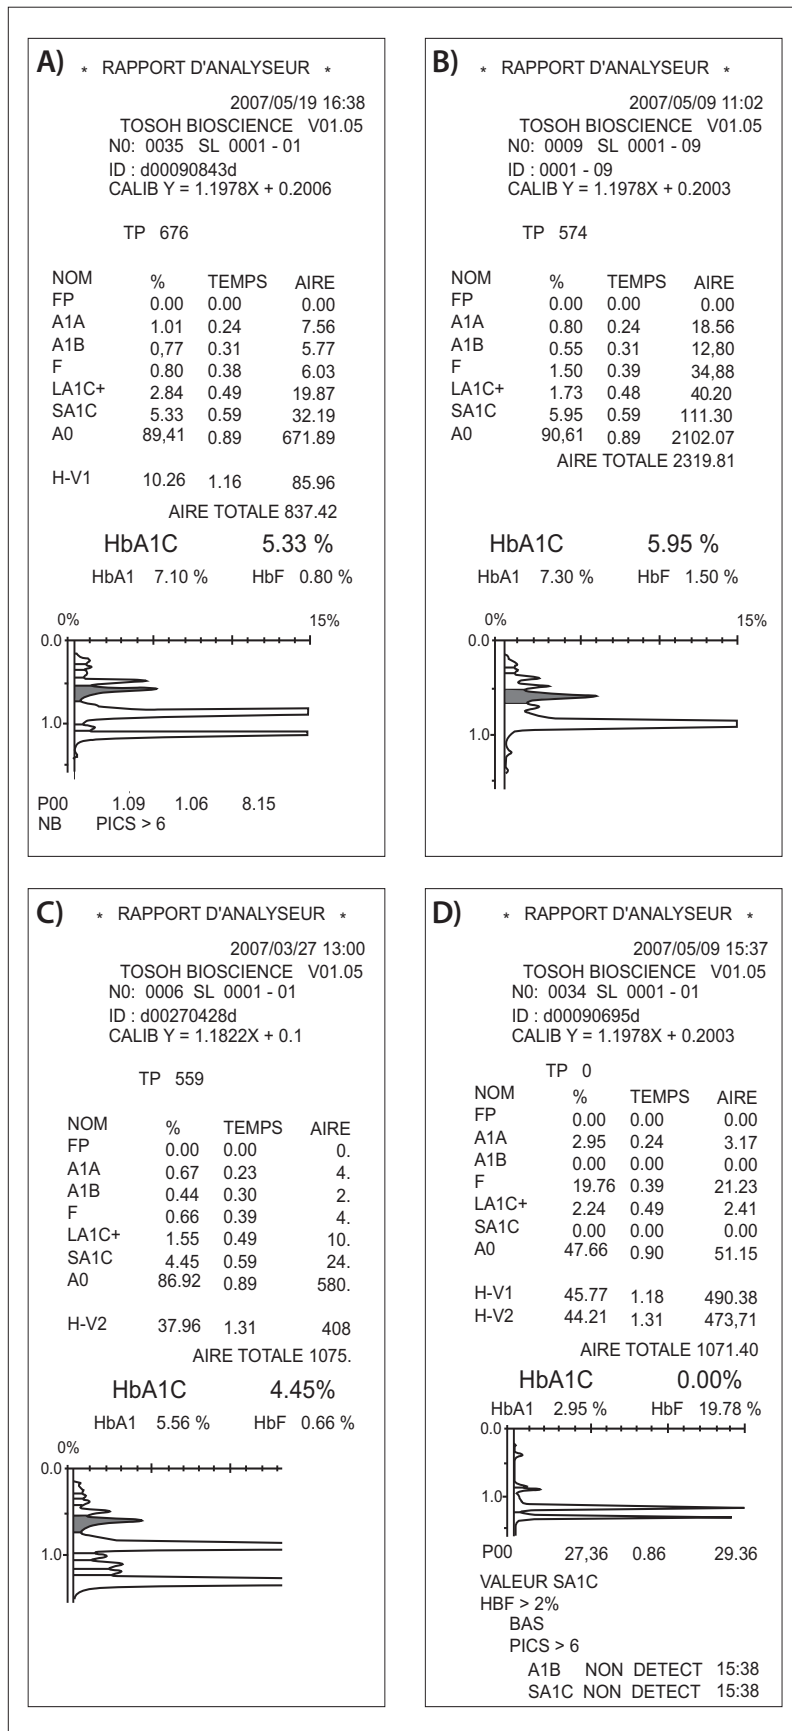 A) * RAPPORT D'ANALYSEUR *
2007/05/19 16:38
TOSOH BIOSCIENCE V01.05
N0: 0035 SL 0001 - 01
ID : d00090843d
CALIB Y = 1.1978X + 0.2006
TP 676
NOM % TEMPS AIRE
FP 0.00 0.00 0.00
A1A 1.01 0.24 7.56
A1B 0,77 0.31 5.77
F 0.80 0.38 6.03
LA1C+ 2.84 0.49 19.87
SA1C 5.33 0.59 32.19
A0 89,41 0.89 671.89
H-V1 10.26 1.16 85.96
AIRE TOTALE 837.42
HbA1C 5.33 %
HbA1 7.10 % HbF 0.80 %
0% 15%
0.0
1.0
P00 1.09 1.06 8.15
NB PICS > 6
B) * RAPPORT D'ANALYSEUR *
2007/05/09 11:02
TOSOH BIOSCIENCE V01.05
N0: 0009 SL 0001 - 09
ID : 0001 - 09
CALIB Y = 1.1978X + 0.2003
TP 574
NOM % TEMPS AIRE
FP 0.00 0.00 0.00
A1A 0.80 0.24 18.56
A1B 0.55 0.31 12,80
F 1.50 0.39 34,88
LA1C+ 1.73 0.48 40.20
SA1C 5.95 0.59 111.30
A0 90,61 0.89 2102.07
AIRE TOTALE 2319.81
HbA1C 5.95 %
HbA1 7.30 % HbF 1.50 %
0% 15%
0.0
1.0
C) * RAPPORT D'ANALYSEUR *
2007/03/27 13:00
TOSOH BIOSCIENCE V01.05
N0: 0006 SL 0001 - 01
ID : d00270428d
CALIB Y = 1.1822X + 0.1
TP 559
NOM % TEMPS AIRE
FP 0.00 0.00 0.
A1A 0.67 0.23 4.
A1B 0.44 0.30 2.
F 0.66 0.39 4.
LA1C+ 1.55 0.49 10.
SA1C 4.45 0.59 24.
A0 86.92 0.89 580.
H-V2 37.96 1.31 408
AIRE TOTALE 1075.
HbA1C 4.45%
HbA1 5.56 % HbF 0.66 %
0%
0.0
1.0
D) * RAPPORT D'ANALYSEUR *
2007/05/09 15:37
TOSOH BIOSCIENCE V01.05
N0: 0034 SL 0001 - 01
ID : d00090695d
CALIB Y = 1.1978X + 0.2003
TP 0
NOM % TEMPS AIRE
FP 0.00 0.00 0.00
A1A 2.95 0.24 3.17
A1B 0.00 0.00 0.00
F 19.76 0.39 21.23
LA1C+ 2.24 0.49 2.41
SA1C 0.00 0.00 0.00
A0 47.66 0.90 51.15
H-V1 45.77 1.18 490.38
H-V2 44.21 1.31 473,71
AIRE TOTALE 1071.40
HbA1C 0.00%
HbA1 2.95 % HbF 19.78 %
0.0
1.0
P00 27,36 0.86 29.36
VALEUR SA1C
HBF > 2%
BAS
PICS > 6
A1B NON DETECT 15:38
SA1C NON DETECT 15:38